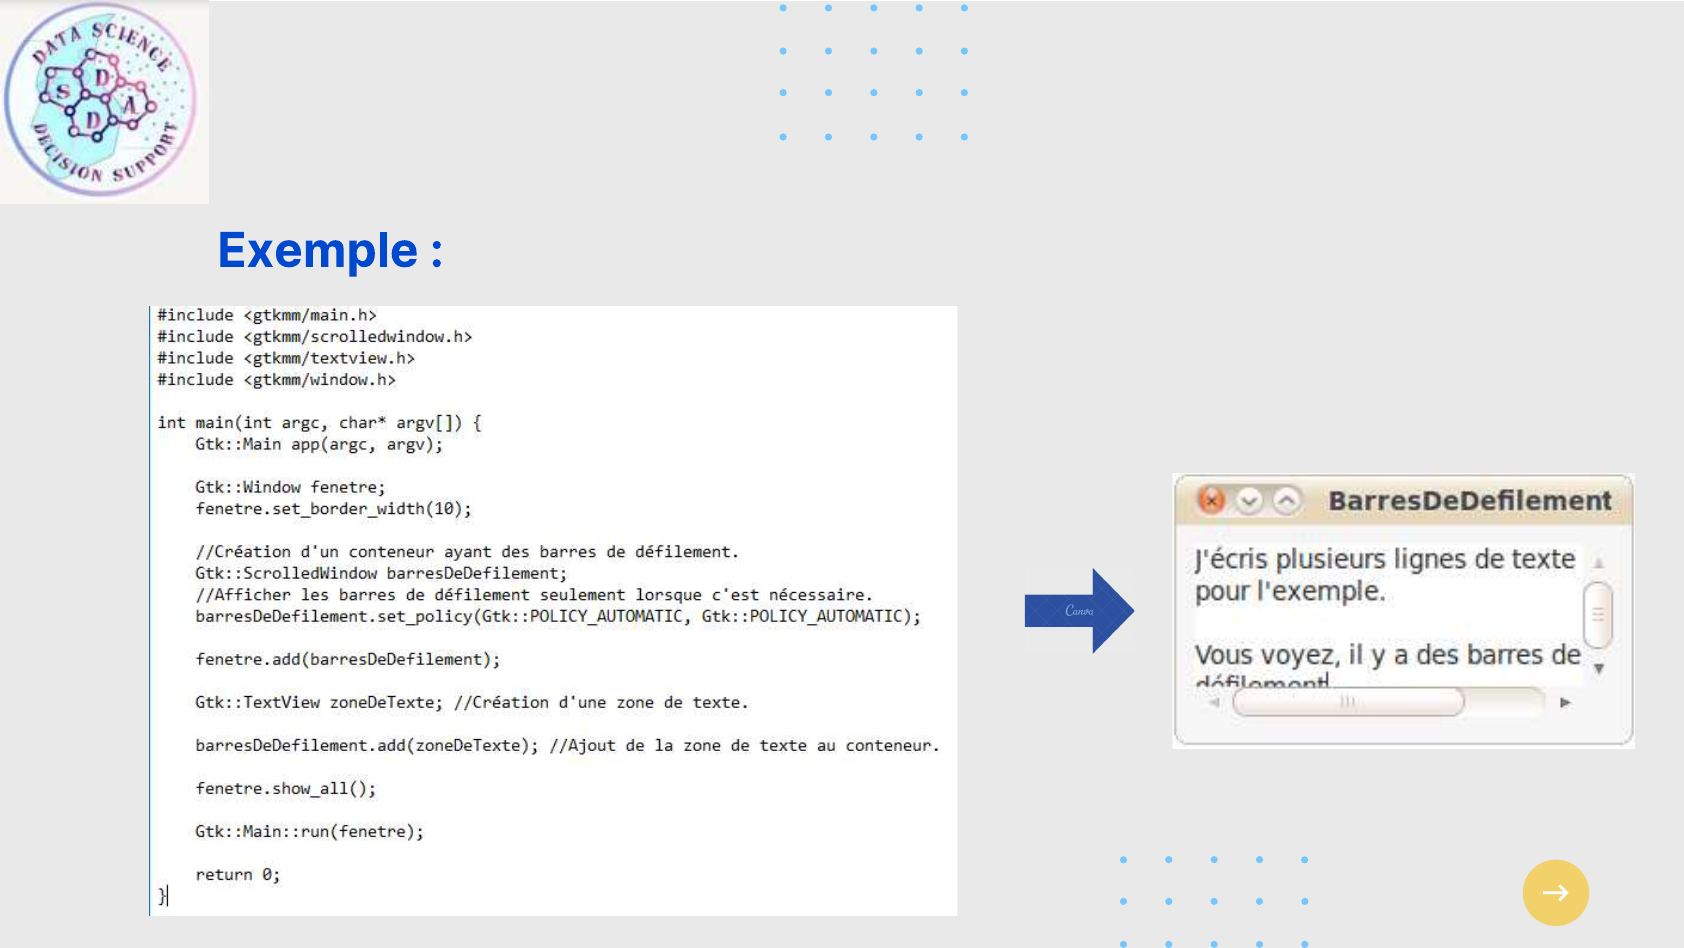 DATA SCIENCE
S D D A
DECISION SUPPORT
Exemple :
#include <gtkmm/main.h>
#include <gtkmm/scrolledwindow.h>
#include <gtkmm/textview.h>
#include <gtkmm/window.h>
int main(int argc, char* argv[]) {
    Gtk::Main app(argc, argv);
    Gtk::Window fenetre;
    fenetre.set_border_width(10);
    //Création d'un conteneur ayant des barres de défilement.
    Gtk::ScrolledWindow barresDeDefilement;
    //Afficher les barres de défilement seulement lorsque c'est nécessaire.
    barresDeDefilement.set_policy(Gtk::POLICY_AUTOMATIC, Gtk::POLICY_AUTOMATIC);
    fenetre.add(barresDeDefilement);
    Gtk::TextView zoneDeTexte; //Création d'une zone de texte.
    barresDeDefilement.add(zoneDeTexte); //Ajout de la zone de texte au conteneur.
    fenetre.show_all();
    Gtk::Main::run(fenetre);
    return 0;
}
Canva
BarresDeDefilement
J'écris plusieurs lignes de texte
pour l'exemple.
Vous voyez, il y a des barres de
défilement